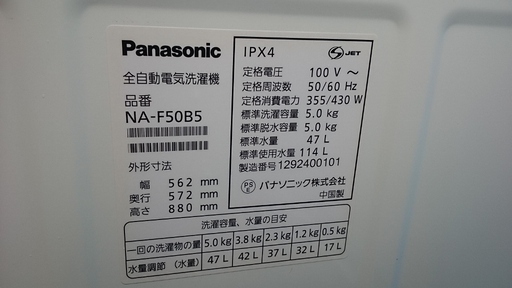 Panasonic
全自動電気洗濯機
品番
NA-F50B5
外形寸法
幅 562 mm
奥行 572 mm
高さ 880 mm
IPX4
JET
定格電圧 100 V ～
定格周波数 50/60 Hz
定格消費電力 355/430 W
標準洗濯容量 5.0 kg
標準脱水容量 5.0 kg
標準水量 47 L
標準使用水量 114 L
製造番号 1292400101
PS E パナソニック株式会社
中国製
洗濯容量、水量の目安
一回の洗濯物の量 5.0 kg 3.8 kg 2.3 kg 1.2 kg 0.5 kg
水量調節（水量） 47 L 42 L 37 L 32 L 17 L